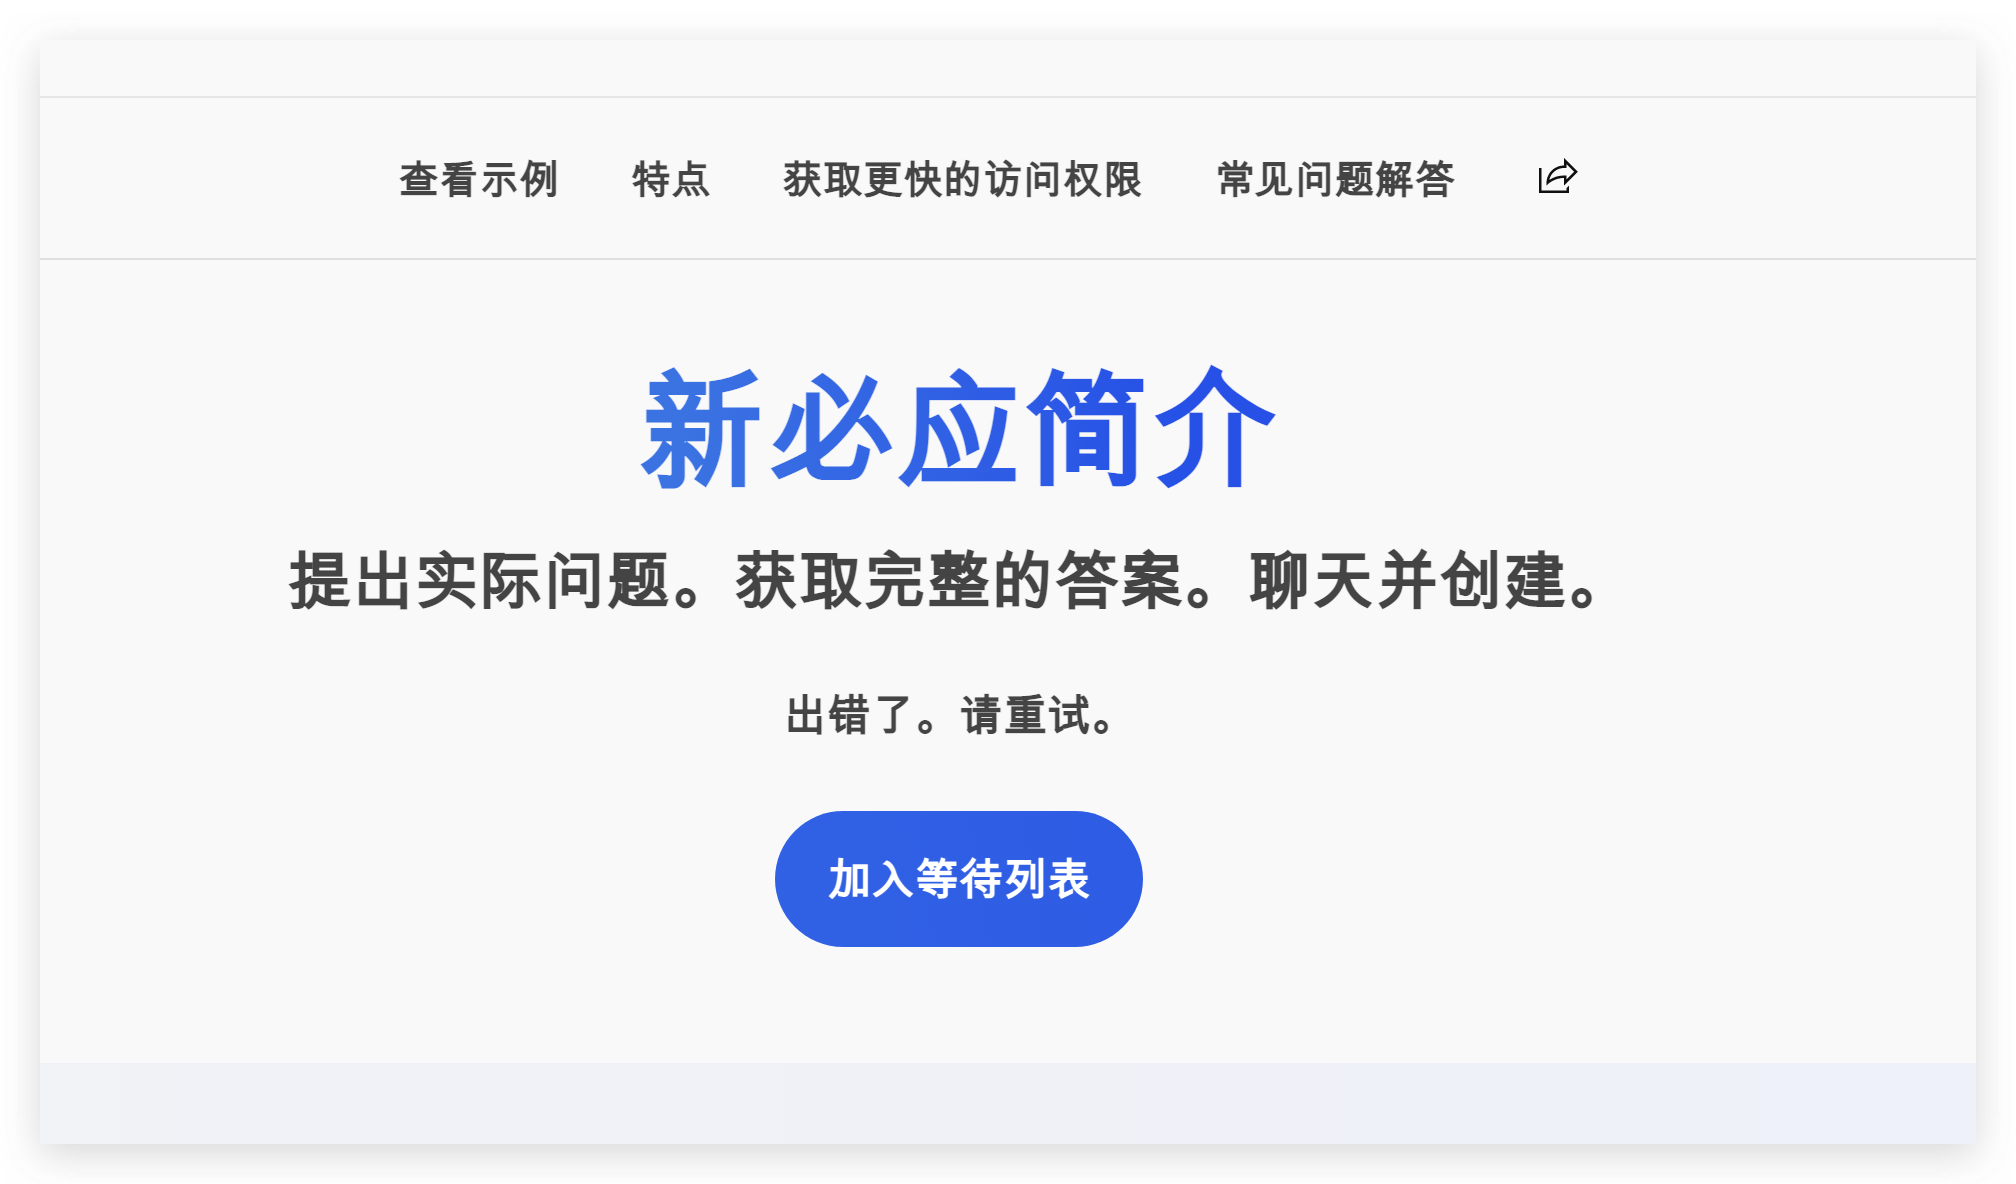 查看示例 特点 获取更快的访问权限 常见问题解答
新必应简介
提出实际问题。获取完整的答案。聊天并创建。
出错了。请重试。
加入等待列表